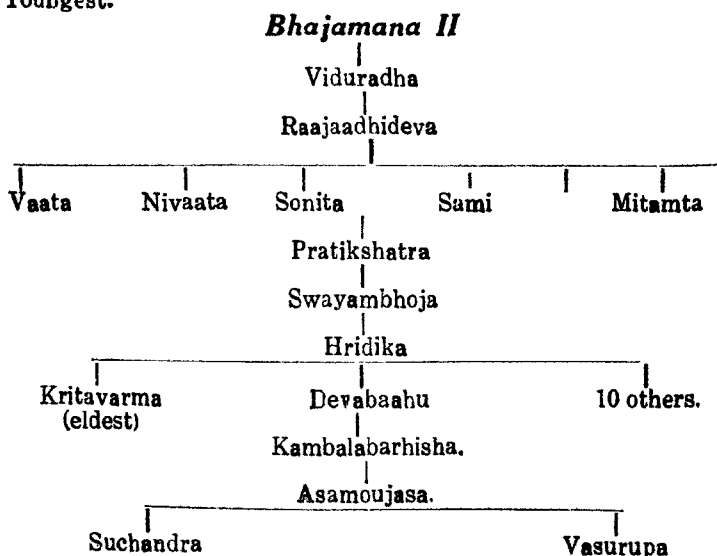 Youngest.
Bhajamana II
Viduradha
Raajaadhideva
Vaata Nivaata Sonita Sami Mitamta
Pratikshatra
Swayambhoja
Hridika
Kritavarma Devabaahu 10 others.
(eldest)
Kambalabarhisha.
Asamoujasa.
Suchandra Vasurupa